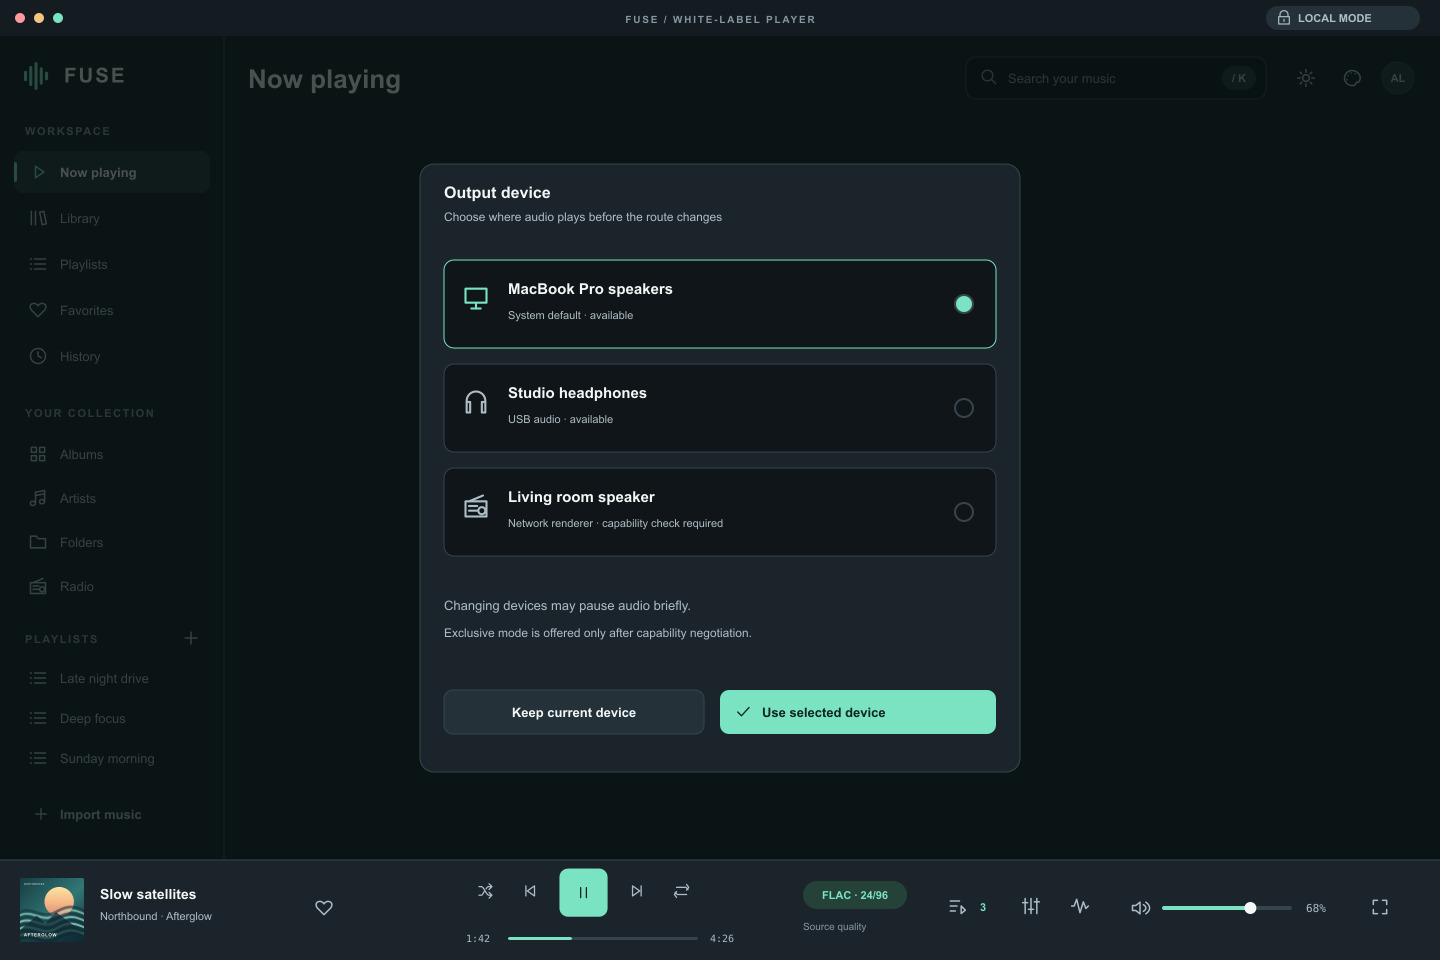 FUSE / WHITE-LABEL PLAYER
LOCAL MODE
FUSE
Now playing
Search your music
/ K
AL
WORKSPACE
Now playing
Library
Playlists
Favorites
History
YOUR COLLECTION
Albums
Artists
Folders
Radio
PLAYLISTS
Late night drive
Deep focus
Sunday morning
Import music
Output device
Choose where audio plays before the route changes
MacBook Pro speakers
System default · available
Studio headphones
USB audio · available
Living room speaker
Network renderer · capability check required
Changing devices may pause audio briefly.
Exclusive mode is offered only after capability negotiation.
Keep current device
Use selected device
AFTERGLOW
Slow satellites
Northbound · Afterglow
1:42
4:26
FLAC · 24/96
Source quality
3
68%